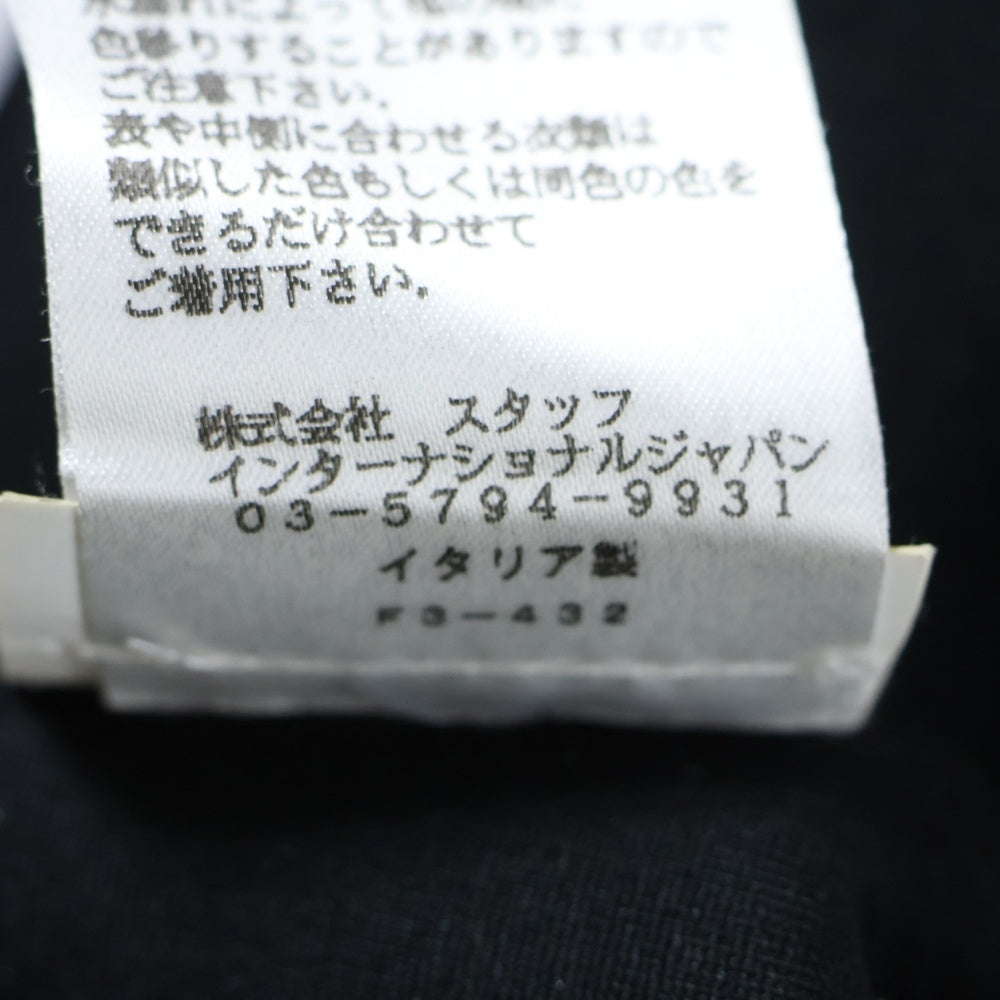 色移りすることがありますので
ご注意下さい.
表や中側に合わせる衣類は
類似した色もしくは同色の色を
できるだけ合わせて
ご着用下さい.
株式会社 スタッフ
インターナショナルジャパン
03-5794-9931
イタリア製
F3-432